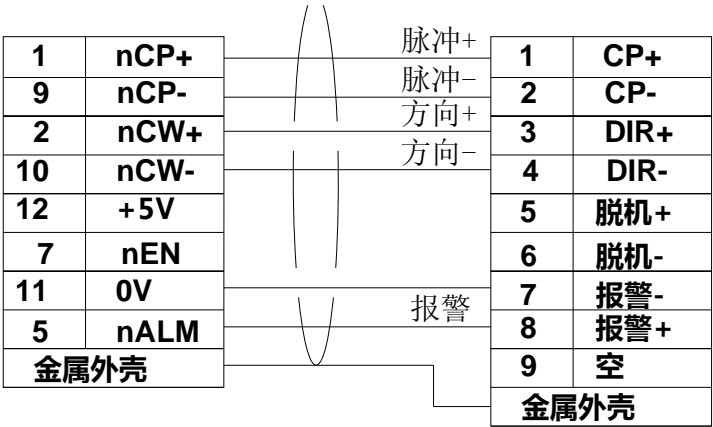 脉冲+
1 nCP+ 1 CP+
脉冲-
9 nCP- 2 CP-
方向+
2 nCW+ 3 DIR+
方向-
10 nCW- 4 DIR-
12 +5V 5 脱机+
7 nEN 6 脱机-
11 0V 7 报警-
报警
5 nALM 8 报警+
金属外壳 9 空
金属外壳